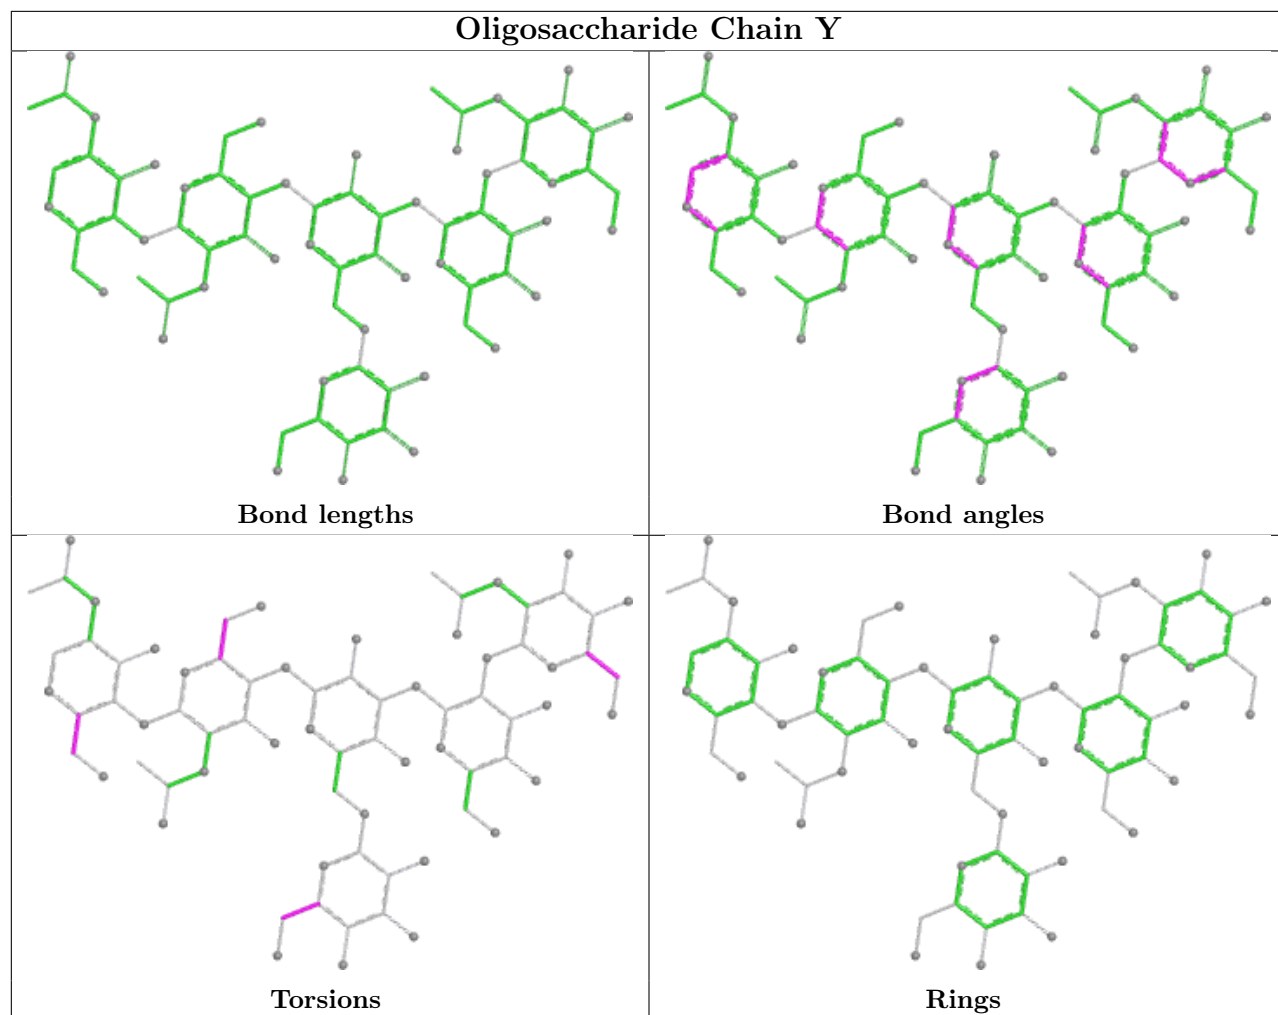 Oligosaccharide Chain Y
Bond lengths
Bond angles
Torsions
Rings